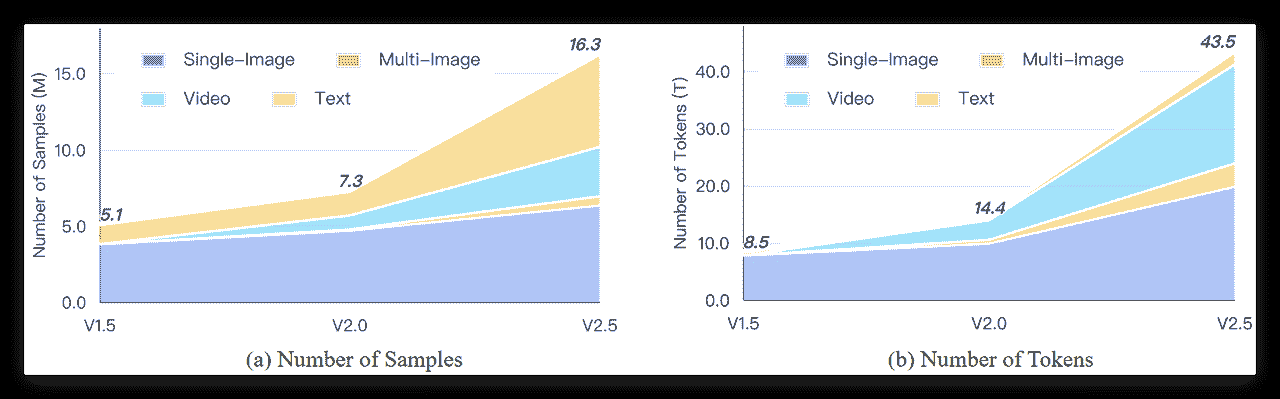 Number of Samples (M)
15.0
10.0
5.0
0.0
Single-Image
Multi-Image
Video
Text
5.1
7.3
16.3
V1.5
V2.0
V2.5
(a) Number of Samples
Number of Tokens (T)
40.0
30.0
20.0
10.0
0.0
Single-Image
Multi-Image
Video
Text
8.5
14.4
43.5
V1.5
V2.0
V2.5
(b) Number of Tokens